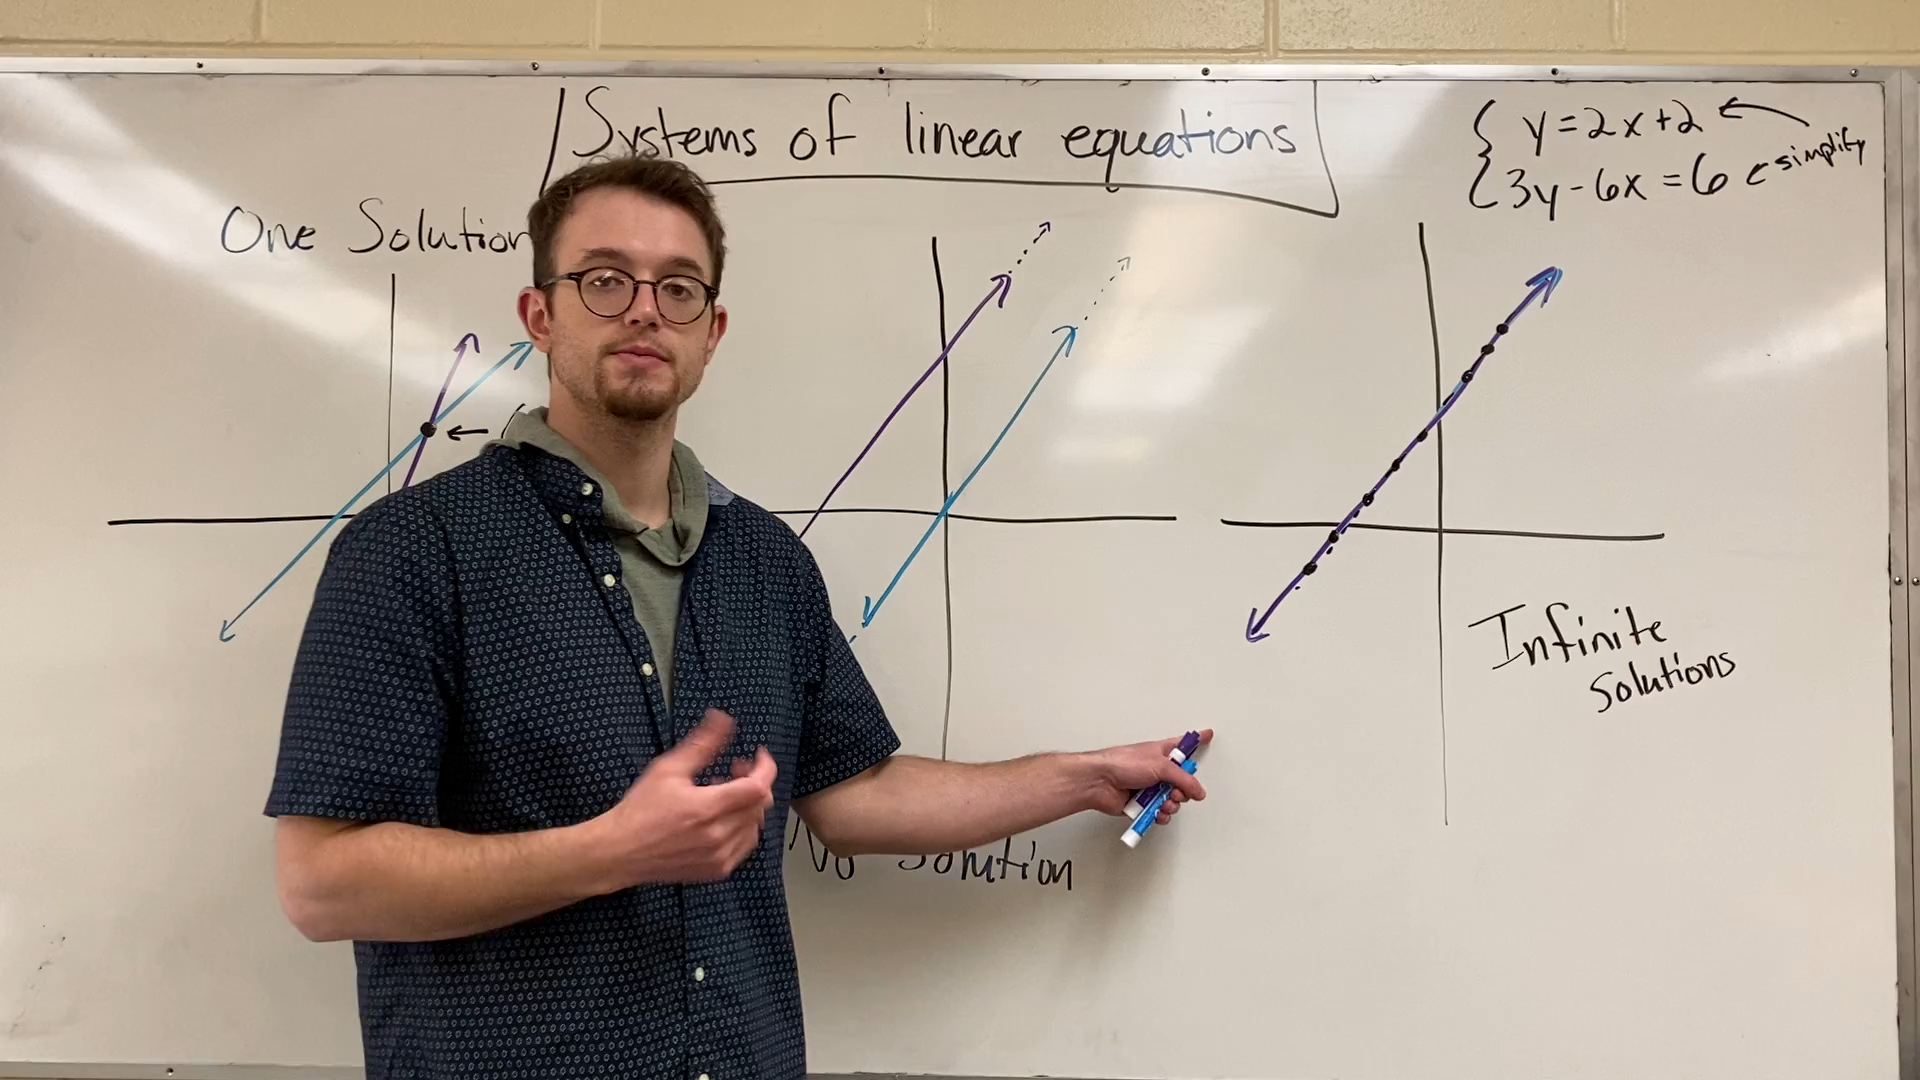 Systems of linear equations
One Solution
No Solution
y=2x+2
3y-6x=6
simplify
Infinite
solutions